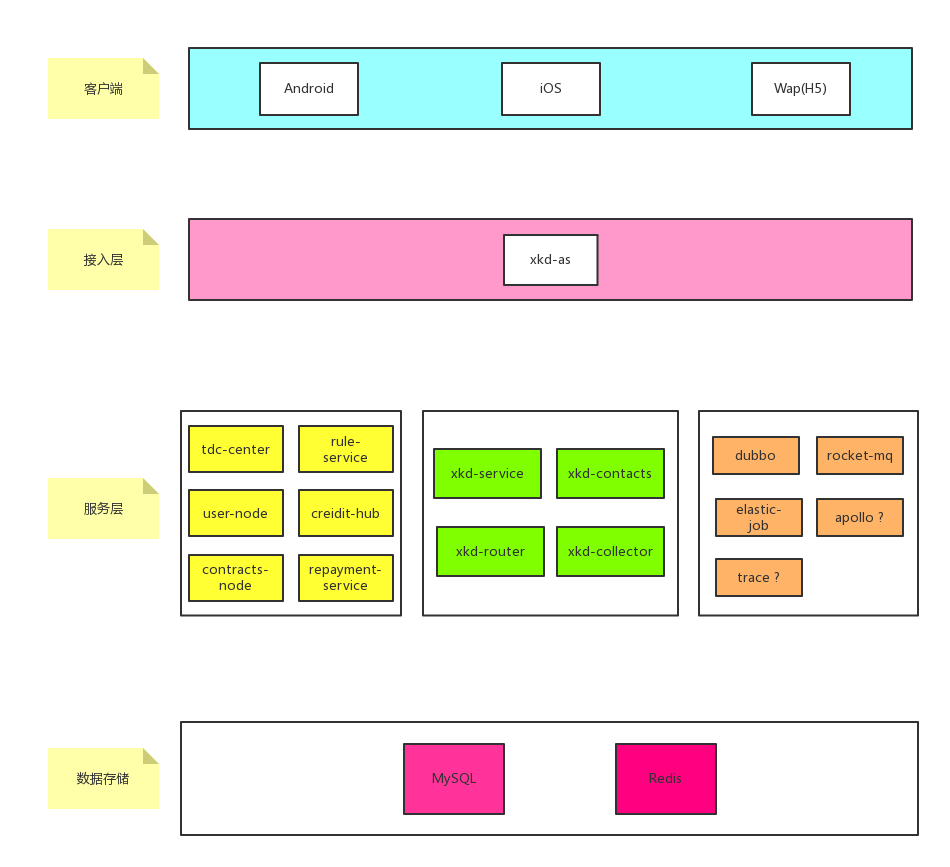 客户端
Android
iOS
Wap(H5)
接入层
xkd-as
服务层
tdc-center
rule-
service
user-node
creidit-hub
contracts-
node
repayment-
service
xkd-service
xkd-contacts
xkd-router
xkd-collector
dubbo
rocket-mq
elastic-
job
apollo ?
trace ?
数据存储
MySQL
Redis